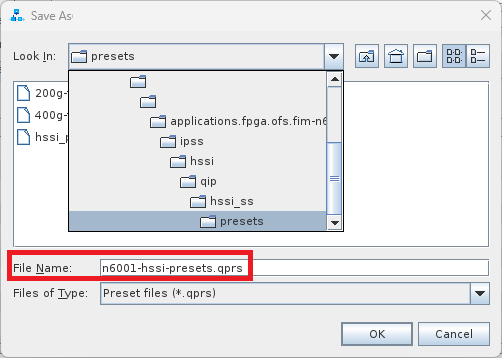 Save As
Look In:
presets
200g-
400g-
hssi_p
applications.fpga.ofs.fim-n6
ipss
hssi
qip
hssi_ss
presets
File Name:
n6001-hssi-presets.qprs
Files of Type:
Preset files (*.qprs)
OK
Cancel